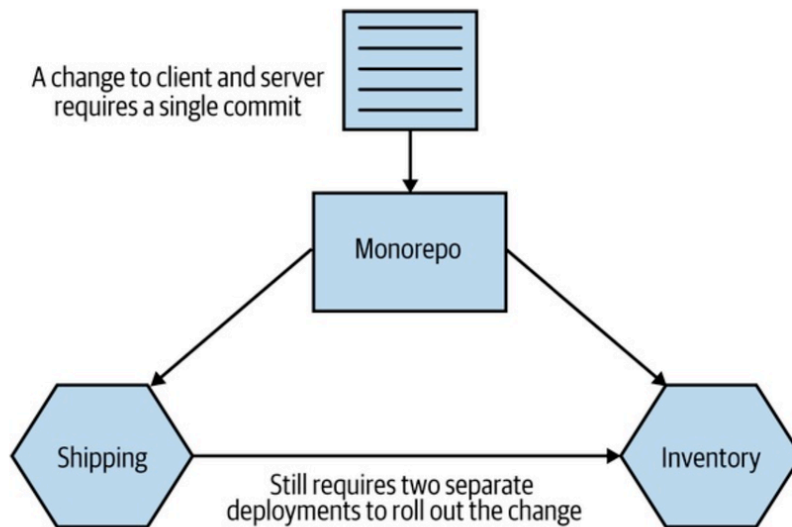 A change to client and server
requires a single commit
Monorepo
Shipping
Inventory
Still requires two separate
deployments to roll out the change